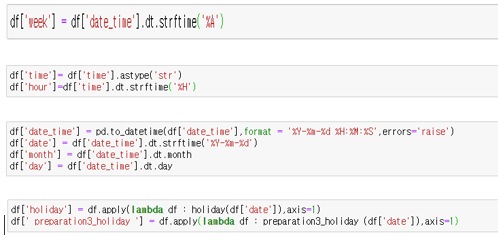 df['week'] = df['date_time'].dt.strftime('%A')
df['time']= df['time'].astype('str')
df['hour']=df['time'].dt.strftime('%H')
df['date_time'] = pd.to_datetime(df['date_time'],format = '%Y-%m-%d %H:%M:%S',errors='raise')
df['date'] = df['date_time'].dt.strftime('%Y-%m-%d')
df['month'] = df['date_time'].dt.month
df['day'] = df['date_time'].dt.day
df['holiday'] = df.apply(lambda df : holiday(df['date']),axis=1)
df[' preparation3_holiday '] = df.apply(lambda df : preparation3_holiday (df['date']),axis=1)